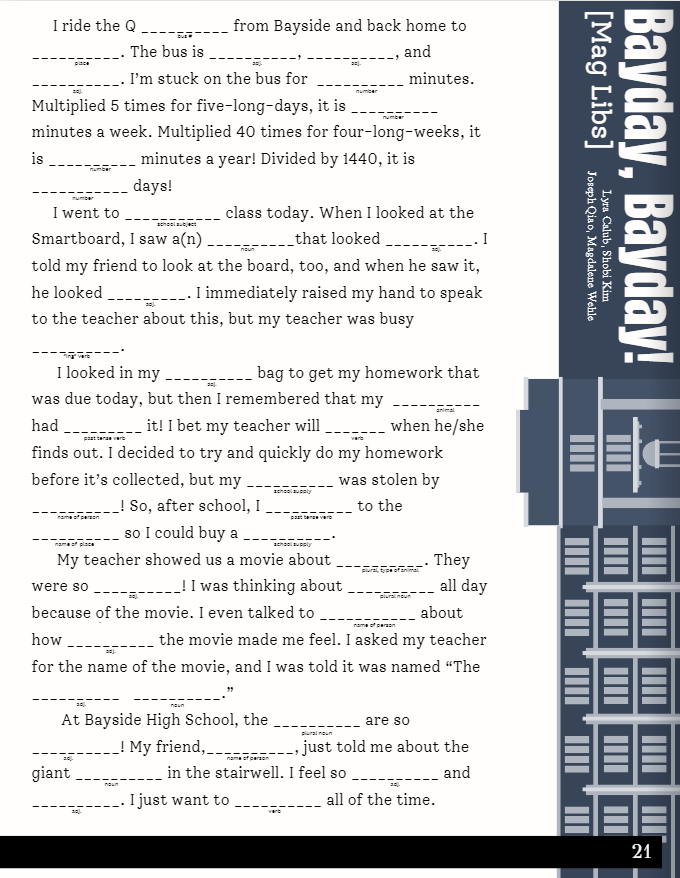 Bayday, Bayday!
[Mag Libs]
Lyra Calub, Shobi Kim
Joseph Qiao, Magdalene Wehle
I ride the Q __________ from Bayside and back home to
bus #
__________. The bus is __________, __________, and
place adj. adj.
__________. I'm stuck on the bus for __________ minutes.
adj. number
Multiplied 5 times for five-long-days, it is __________
number
minutes a week. Multiplied 40 times for four-long-weeks, it
is __________ minutes a year! Divided by 1440, it is
number
__________ days!
number
I went to ___________ class today. When I looked at the
school subject
Smartboard, I saw a(n) __________that looked __________. I
noun adj.
told my friend to look at the board, too, and when he saw it,
he looked _________. I immediately raised my hand to speak
adj.
to the teacher about this, but my teacher was busy
__________.
"ing" verb
I looked in my __________ bag to get my homework that
adj.
was due today, but then I remembered that my __________
animal
had _________ it! I bet my teacher will _______ when he/she
past tense verb verb
finds out. I decided to try and quickly do my homework
before it's collected, but my __________ was stolen by
school supply
__________! So, after school, I __________ to the
name of person past tense verb
__________ so I could buy a __________.
name of place school supply
My teacher showed us a movie about __________. They
plural, type of animal
were so __________! I was thinking about __________ all day
adj. plural noun
because of the movie. I even talked to ___________ about
name of person
how __________ the movie made me feel. I asked my teacher
adj.
for the name of the movie, and I was told it was named “The
__________ __________.”
adj. noun
At Bayside High School, the __________ are so
plural noun
__________! My friend,__________, just told me about the
adj. name of person
giant __________ in the stairwell. I feel so __________ and
noun adj.
__________. I just want to __________ all of the time.
adj. verb
21